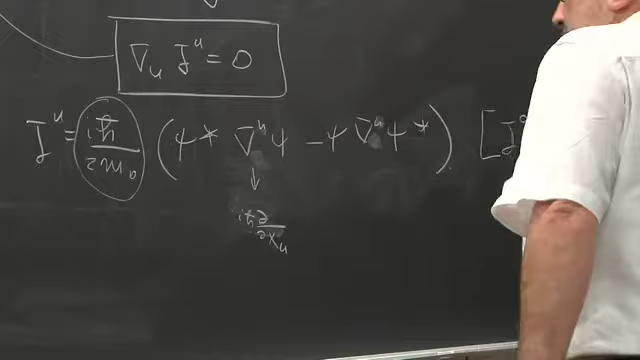 ∇_μ J^μ = 0
J^μ = iħ/2m₀ (ψ* ∇^μ ψ − ψ ∇^μ ψ*) [J
iħ ∂/∂x_μ